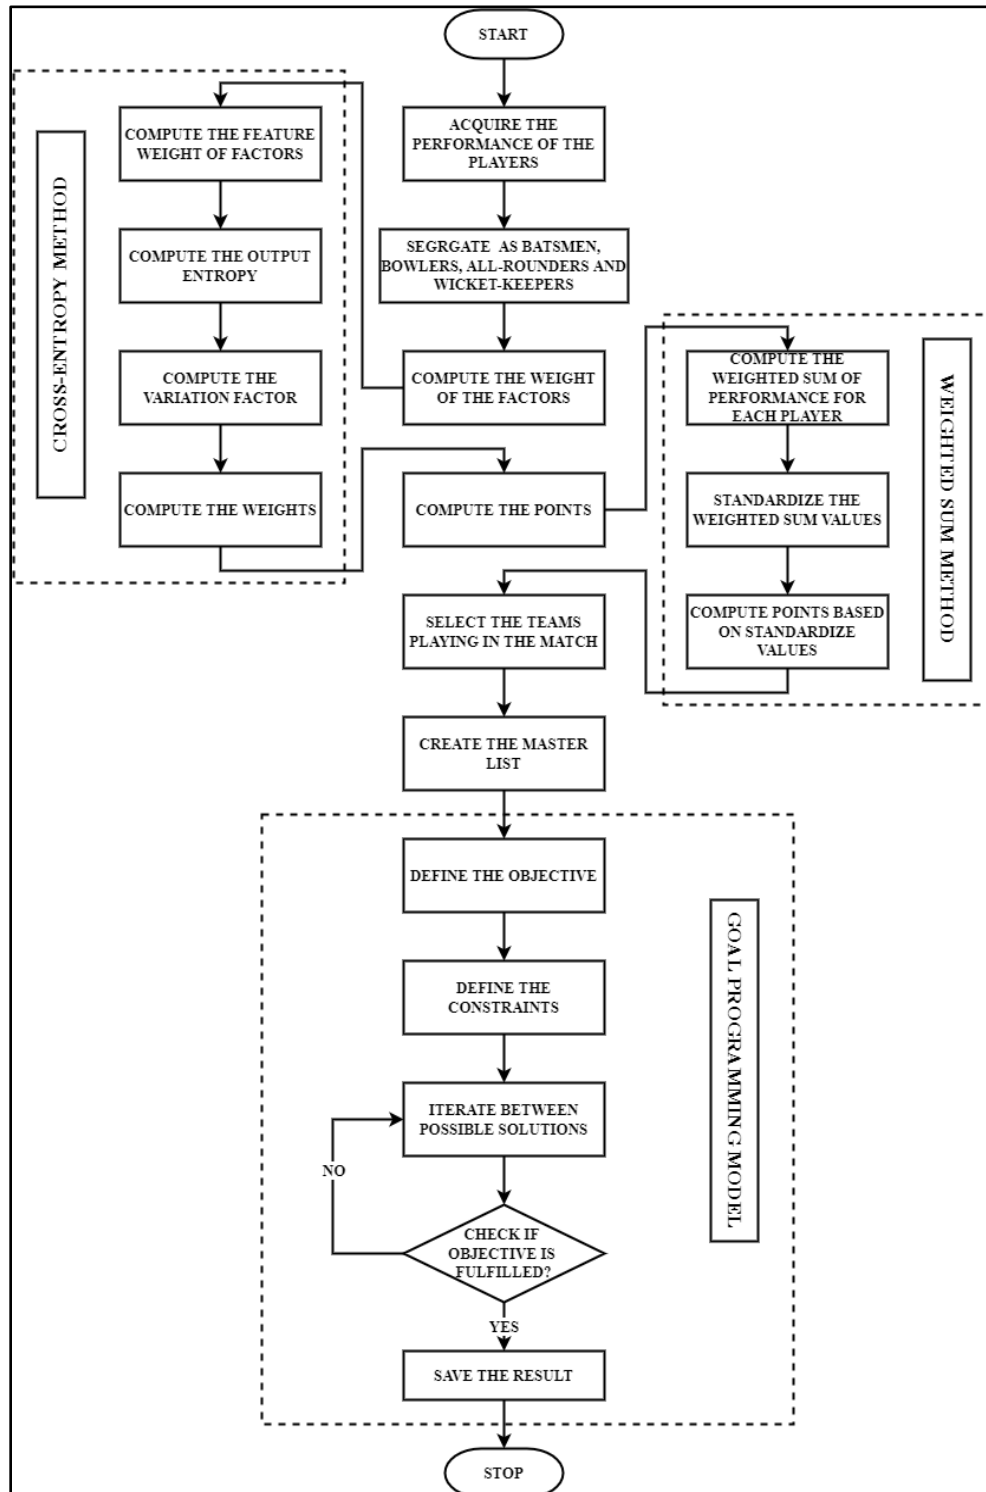 START
ACQUIRE THE
PERFORMANCE OF THE
PLAYERS
SEGRGATE AS BATSMEN,
BOWLERS, ALL-ROUNDERS AND
WICKET-KEEPERS
COMPUTE THE WEIGHT
OF THE FACTORS
CROSS-ENTROPY METHOD
COMPUTE THE FEATURE
WEIGHT OF FACTORS
COMPUTE THE OUTPUT
ENTROPY
COMPUTE THE
VARIATION FACTOR
COMPUTE THE WEIGHTS
COMPUTE THE POINTS
WEIGHTED SUM METHOD
COMPUTE THE
WEIGHTED SUM OF
PERFORMANCE FOR
EACH PLAYER
STANDARDIZE THE
WEIGHTED SUM VALUES
COMPUTE POINTS BASED
ON STANDARDIZE
VALUES
SELECT THE TEAMS
PLAYING IN THE MATCH
CREATE THE MASTER
LIST
GOAL PROGRAMMING MODEL
DEFINE THE OBJECTIVE
DEFINE THE
CONSTRAINTS
ITERATE BETWEEN
POSSIBLE SOLUTIONS
NO
CHECK IF
OBJECTIVE IS
FULFILLED?
YES
SAVE THE RESULT
STOP